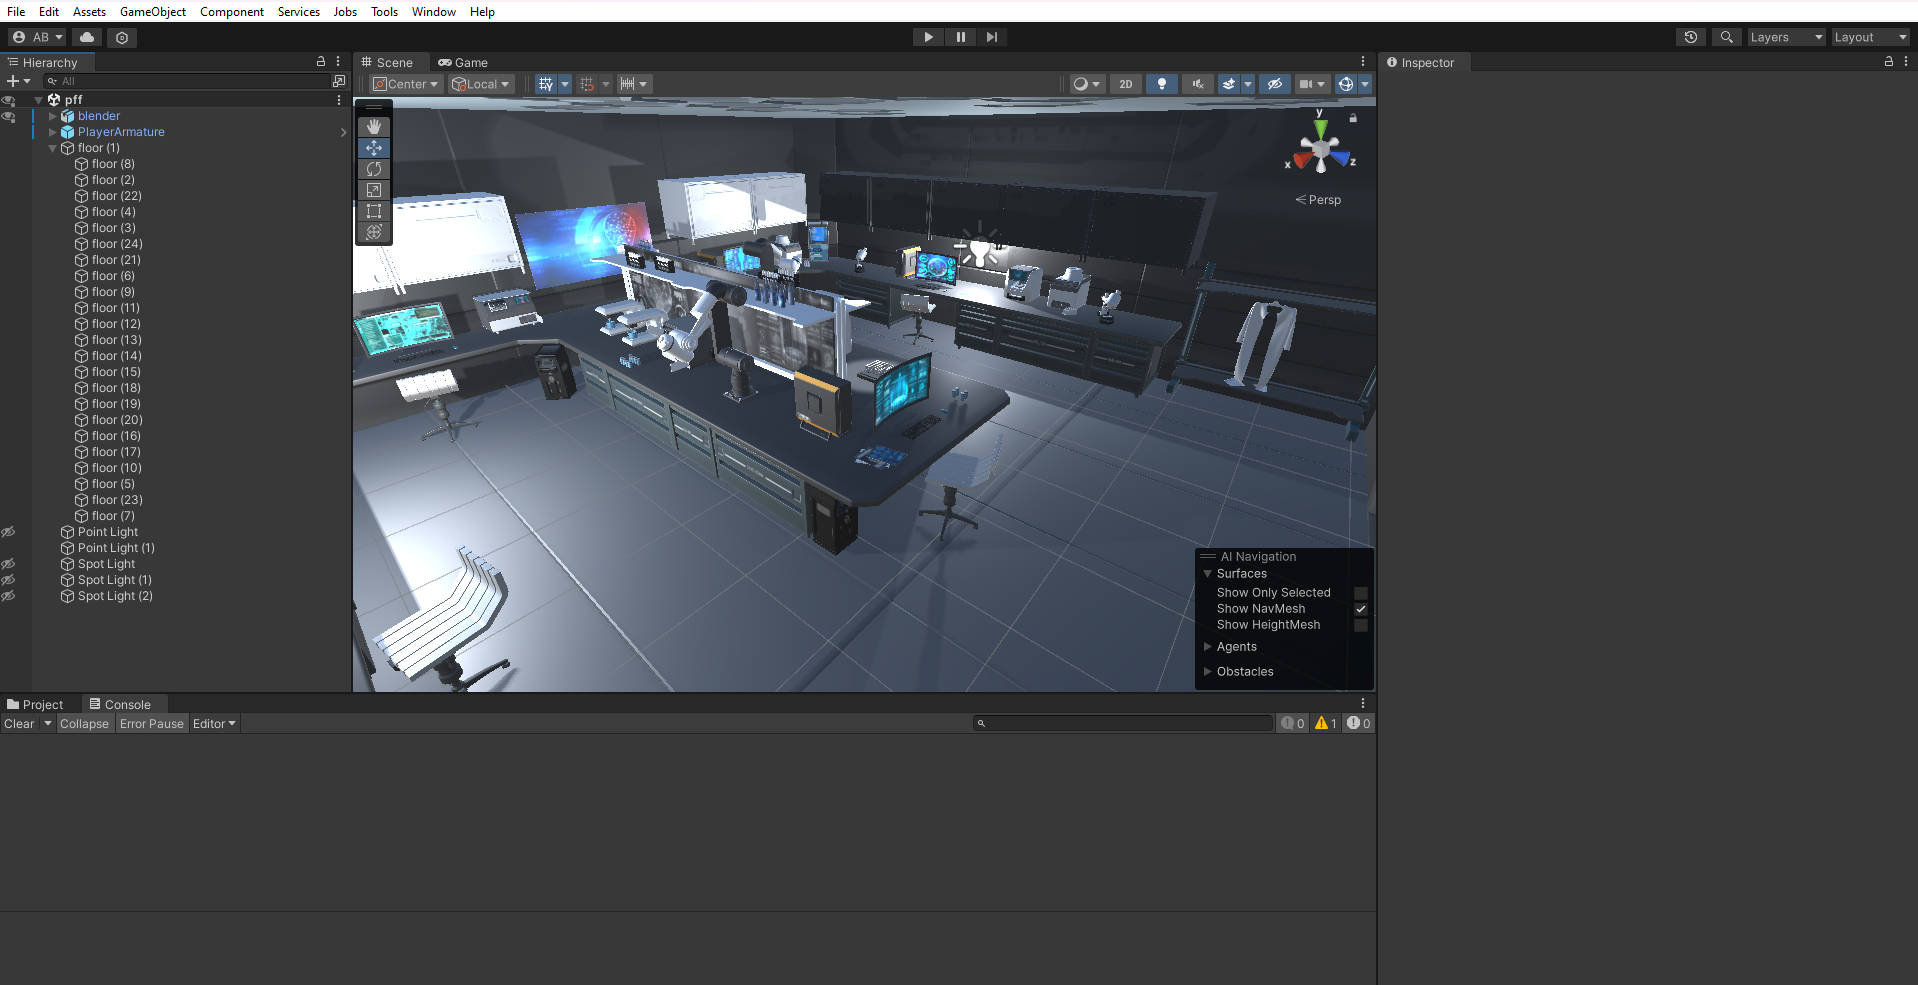 File Edit Assets GameObject Component Services Jobs Tools Window Help
AB Layers Layout
Hierarchy
All
pff
blender
PlayerArmature
floor (1)
floor (8)
floor (2)
floor (22)
floor (4)
floor (3)
floor (24)
floor (21)
floor (6)
floor (9)
floor (11)
floor (12)
floor (13)
floor (14)
floor (15)
floor (18)
floor (19)
floor (20)
floor (16)
floor (17)
floor (10)
floor (5)
floor (23)
floor (7)
Point Light
Point Light (1)
Spot Light
Spot Light (1)
Spot Light (2)
Scene Game
Center Local 2D
y
x z
Persp
AI Navigation
Surfaces
Show Only Selected
Show NavMesh
Show HeightMesh
Agents
Obstacles
Inspector
Project Console
Clear Collapse Error Pause Editor 0 1 0